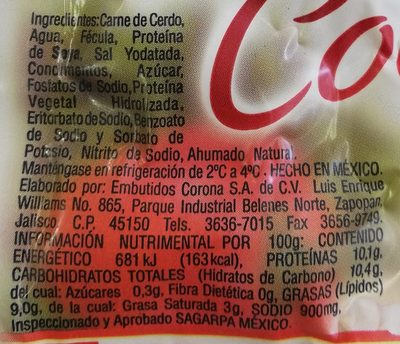 Ingredientes: Carne de Cerdo,
Agua, Fécula, Proteína
de Soya, Sal Yodatada,
Condimentos, Azúcar,
Fosfatos de Sodio, Proteína
Vegetal Hidrolizada,
Eritorbato de Sodio, Benzoato
de Sodio y Sorbato de
Potasio, Nitrito de Sodio, Ahumado Natural.
Manténgase en refrigeración de 2ºC a 4ºC . HECHO EN MÉXICO.
Elaborado por: Embutidos Corona S.A. de C.V. Luis Enrique
Williams No. 865, Parque Industrial Belenes Norte, Zapopan,
Jalisco, C.P. 45150 Tels. 3636-7015 Fax 3656-9749.
INFORMACIÓN NUTRIMENTAL POR 100g: CONTENIDO
ENERGÉTICO 681 kJ (163kcal), PROTEÍNAS 10,1g,
CARBOHIDRATOS TOTALES (Hidratos de Carbono) 10,4g,
del cual: Azúcares 0,3g, Fibra Dietética 0g, GRASAS (Lípidos)
9,0g, de la cual: Grasa Saturada 3g, SODIO 900mg,
Inspeccionado y Aprobado SAGARPA MÉXICO.